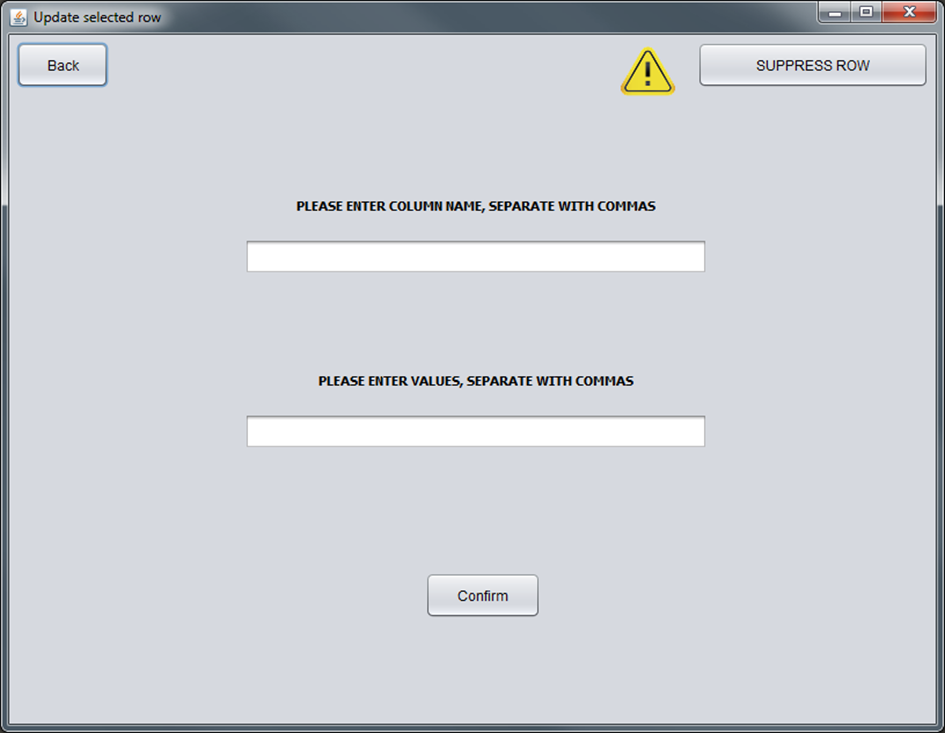 Update selected row
Back
SUPPRESS ROW
PLEASE ENTER COLUMN NAME, SEPARATE WITH COMMAS
PLEASE ENTER VALUES, SEPARATE WITH COMMAS
Confirm